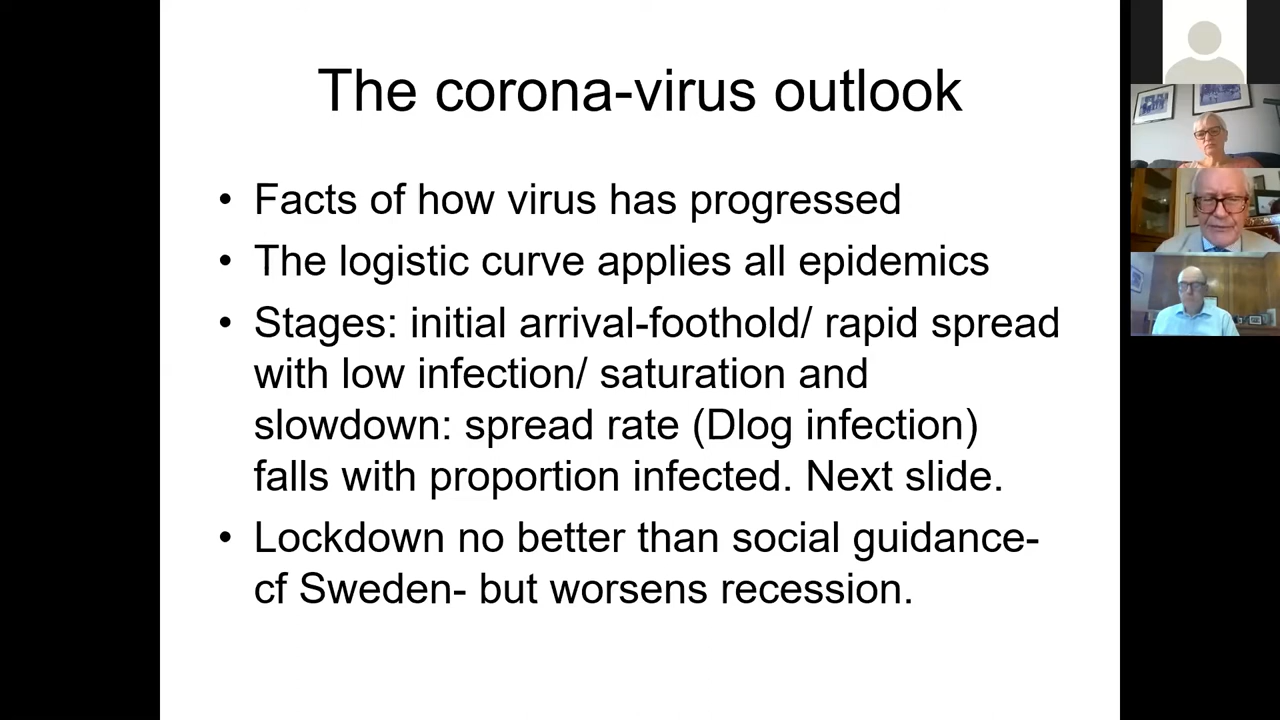 The corona-virus outlook
• Facts of how virus has progressed
• The logistic curve applies all epidemics
• Stages: initial arrival-foothold/ rapid spread
with low infection/ saturation and
slowdown: spread rate (Dlog infection)
falls with proportion infected. Next slide.
• Lockdown no better than social guidance-
cf Sweden- but worsens recession.